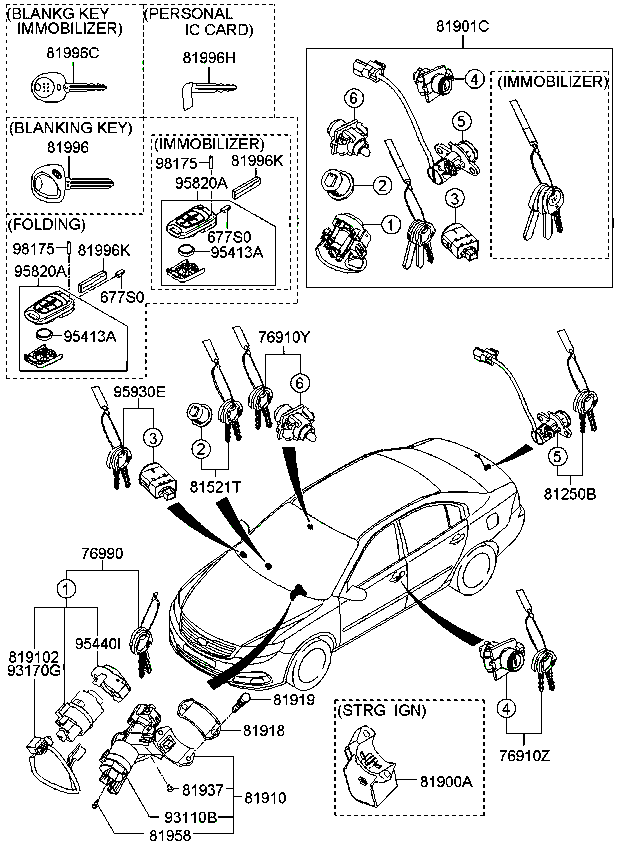 (BLANKG KEY
IMMOBILIZER)
81996C
(PERSONAL
IC CARD)
81996H
81901C
(BLANKING KEY)
81996
(IMMOBILIZER)
98175
81996K
95820A
677S0
95413A
(FOLDING)
98175
81996K
95820A
677S0
95413A
6
4
5
2
3
1
(IMMOBILIZER)
76910Y
6
95930E
3
2
81521T
5
81250B
76990
1
819102
93170G
95440I
81919
81918
81937
81910
93110B
81958
(STRG IGN)
81900A
4
76910Z